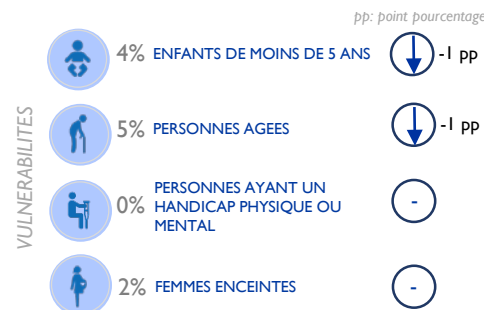 pp: point pourcentage
VULNERABILITES
4% ENFANTS DE MOINS DE 5 ANS -1 pp
5% PERSONNES AGEES -1 pp
0% PERSONNES AYANT UN
HANDICAP PHYSIQUE OU
MENTAL
-
2% FEMMES ENCEINTES -